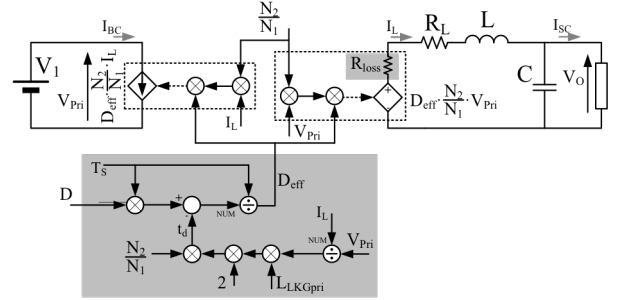 I_BC
N_2/N_1
I_L
R_L
L
I_SC
V_1
V_Pri
D_eff · N_2/N_1 · I_L
R_loss
C
V_O
I_L
V_Pri
D_eff · N_2/N_1 · V_Pri
T_S
D_eff
D
+
-
NUM
÷
t_d
I_L
NUM
V_Pri
÷
N_2/N_1
2
L_LKGpri